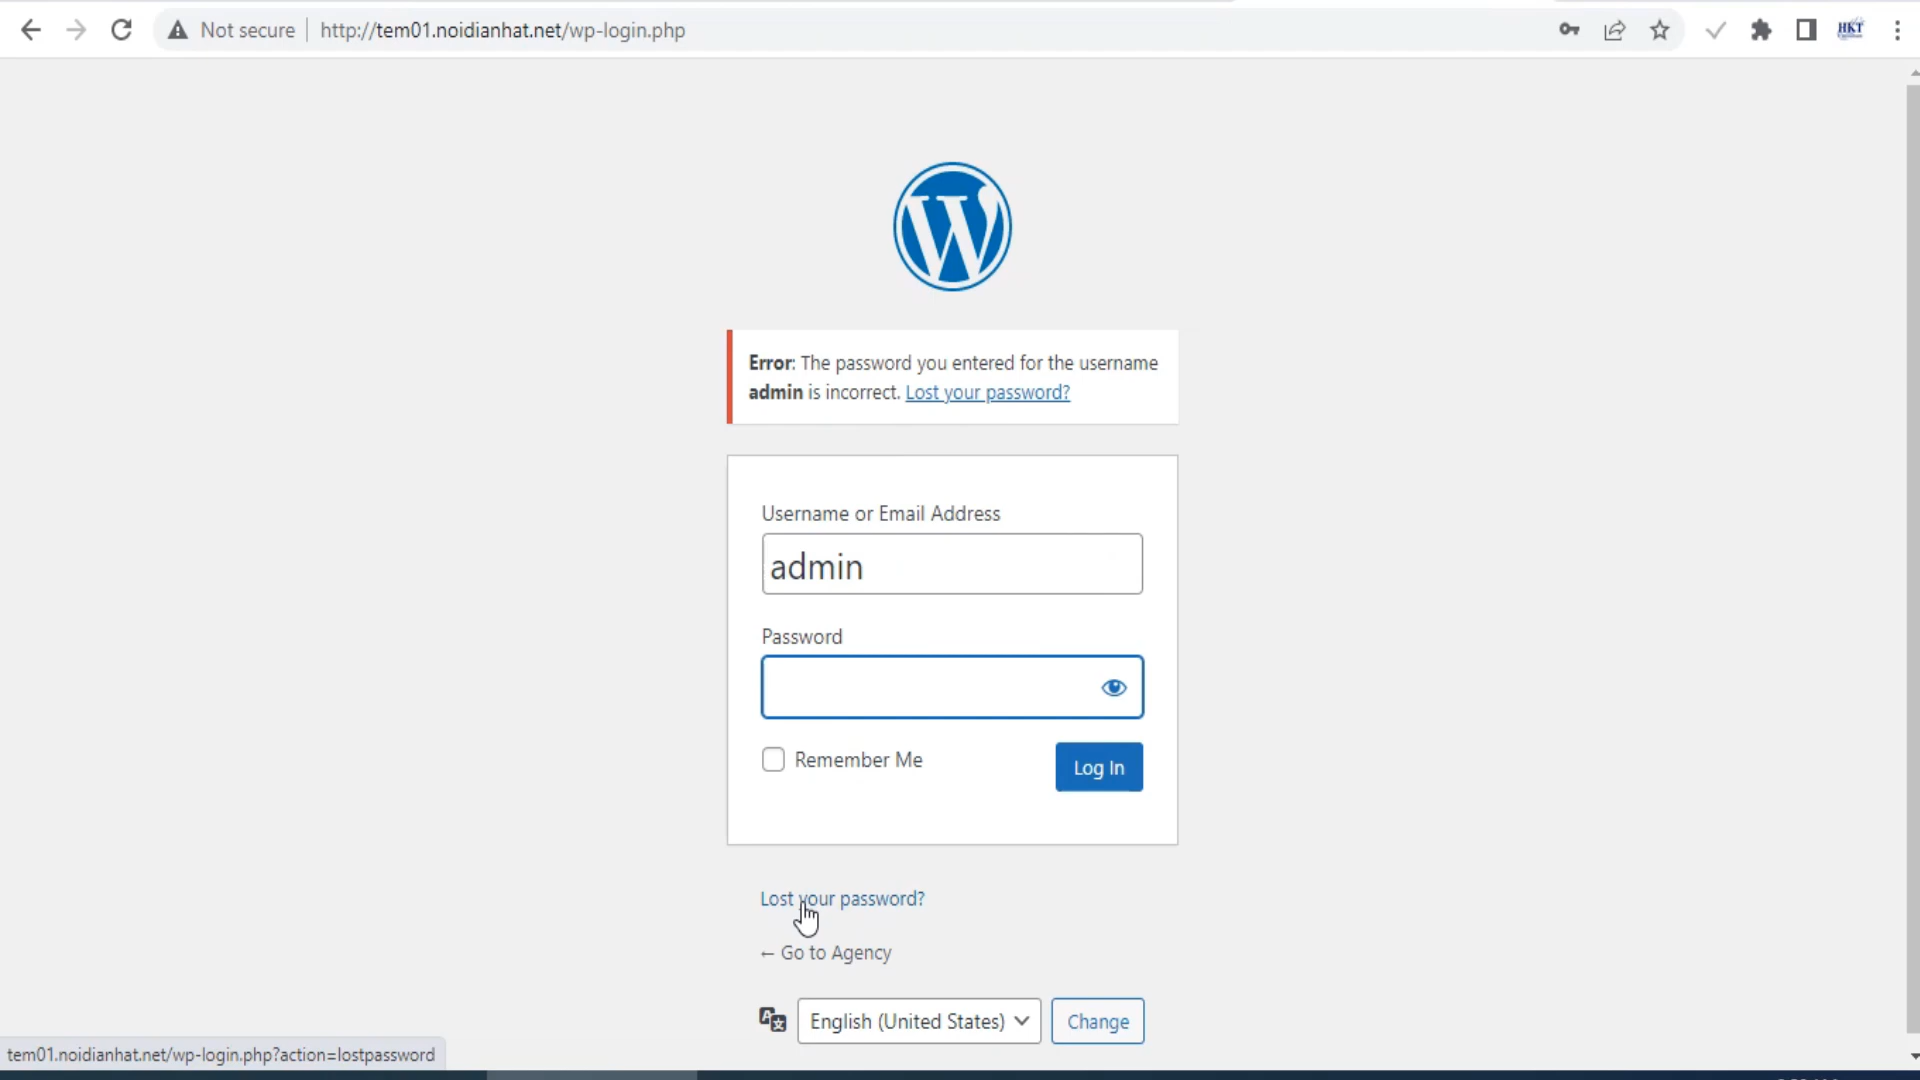 Not secure
http://tem01.noidianhat.net/wp-login.php
HKT
Error: The password you entered for the username
admin is incorrect. Lost your password?
Username or Email Address
admin
Password
Remember Me
Log In
Lost your password?
← Go to Agency
English (United States)
Change
tem01.noidianhat.net/wp-login.php?action=lostpassword